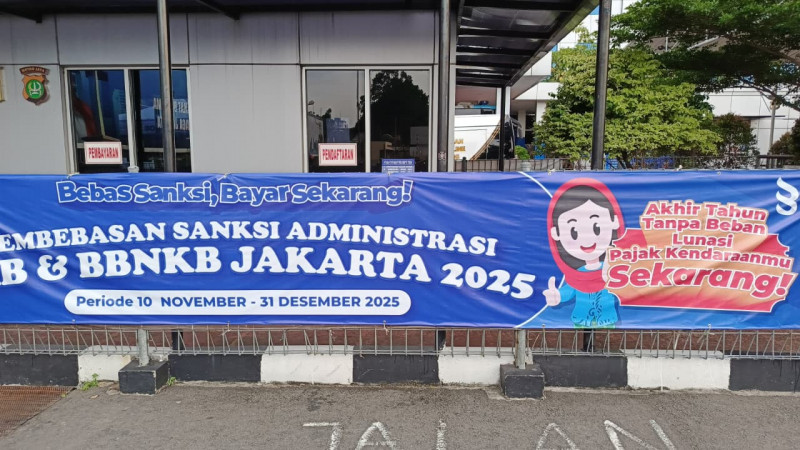 PEMBAYARAN
PENDAFTARAN
Bebas Sanksi, Bayar Sekarang!
EMBEBASAN SANKSI ADMINISTRASI
B & BBNKB JAKARTA 2025
Periode 10 NOVEMBER - 31 DESEMBER 2025
Akhir Tahun
Tanpa Beban
Lunasi
Pajak Kendaraanmu
Sekarang!
JALAN